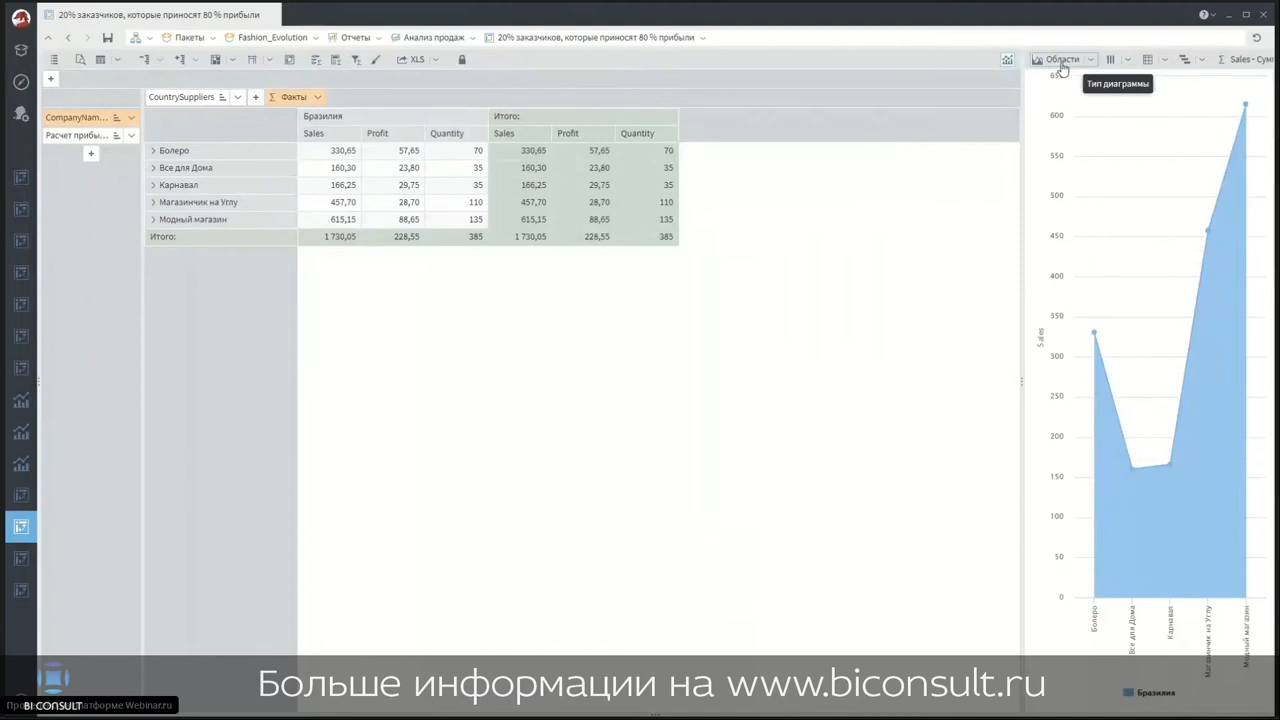 20% заказчиков, которые приносят 80 % прибыли
Пакеты Fashion_Evolution Отчеты Анализ продаж 20% заказчиков, которые приносят 80 % прибыли
XLS Области Sales - Сум
Тип диаграммы
CountrySuppliers Факты
CompanyNam...
Расчет прибы...
Бразилия Итого:
Sales Profit Quantity Sales Profit Quantity
Болеро 330,65 57,65 70 330,65 57,65 70
Все для Дома 160,30 23,80 35 160,30 23,80 35
Карнавал 166,25 29,75 35 166,25 29,75 35
Магазинчик на Углу 457,70 28,70 110 457,70 28,70 110
Модный магазин 615,15 88,65 135 615,15 88,65 135
Итого: 1 730,05 228,55 385 1 730,05 228,55 385
600
550
500
450
400
350
300
250
200
150
100
50
0
Sales
Болеро
Все для Дома
Карнавал
Магазинчик на Углу
Модный магазин
Бразилия
Больше информации на www.biconsult.ru
BI CONSULT
платформе Webinar.ru